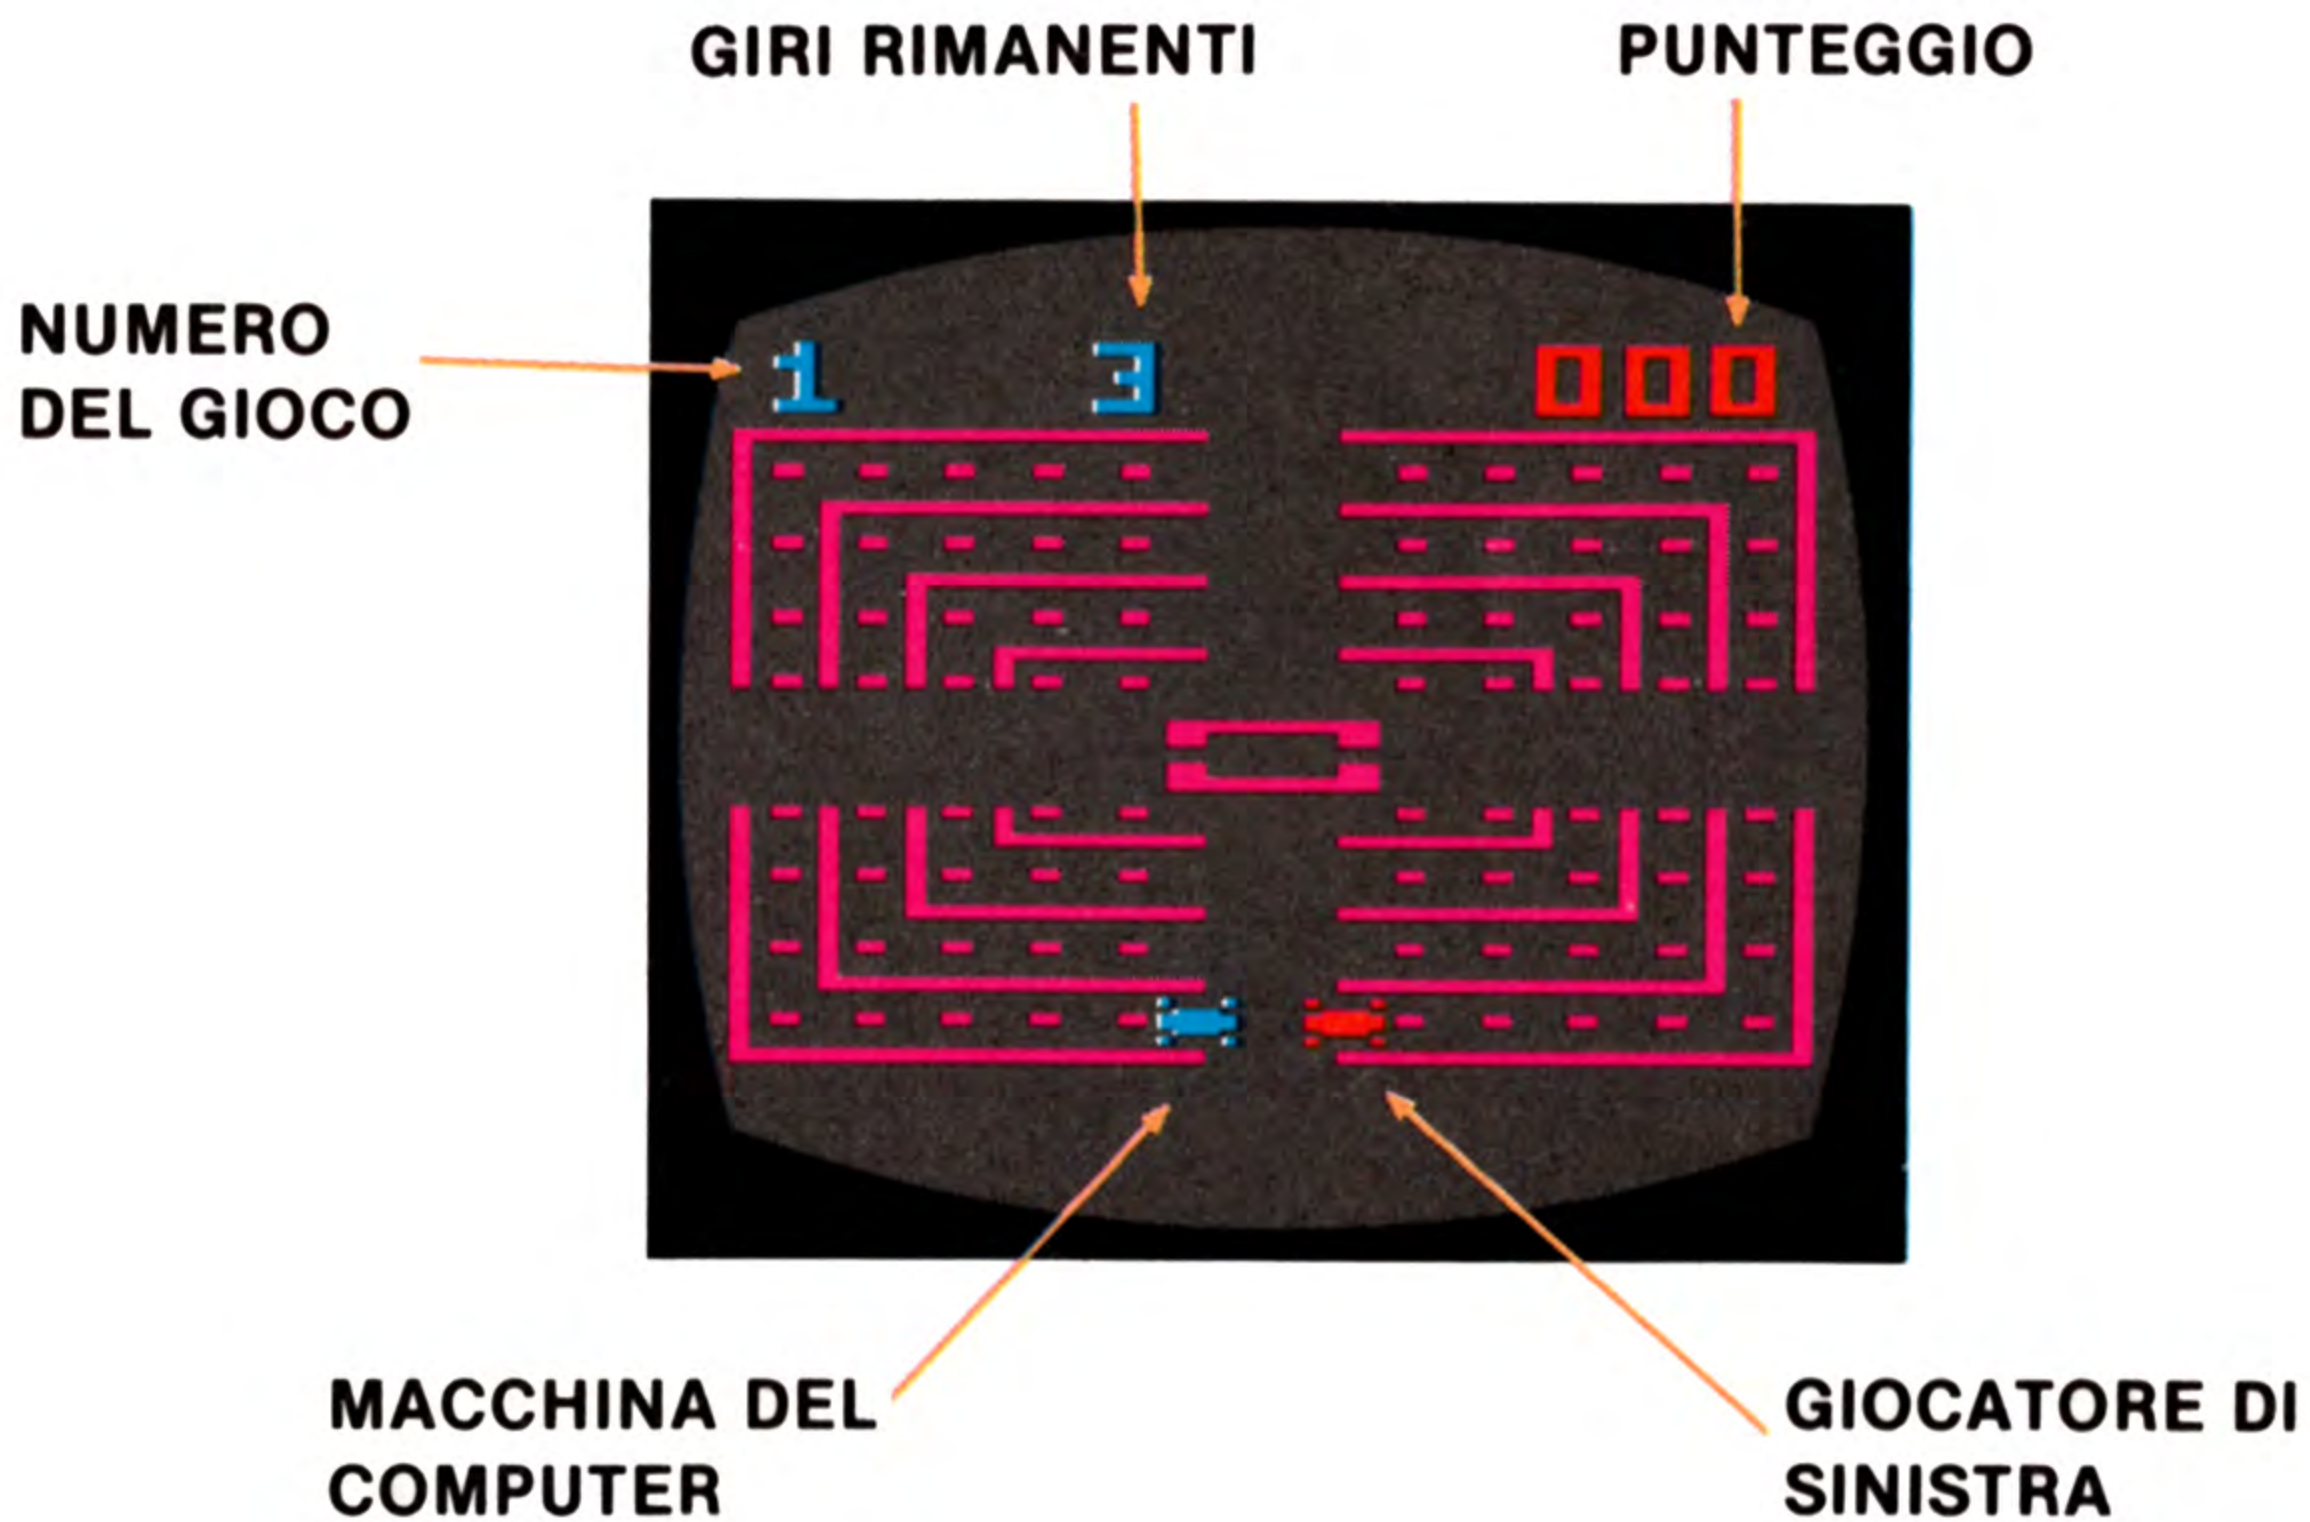 GIRI RIMANENTI
PUNTEGGIO
NUMERO
DEL GIOCO
1 3 000
MACCHINA DEL
COMPUTER
GIOCATORE DI
SINISTRA